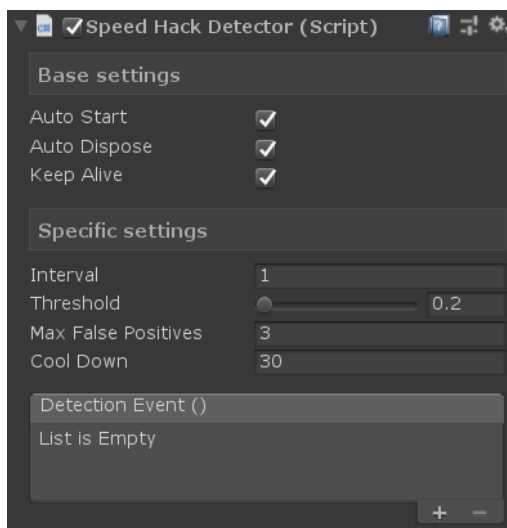 Speed Hack Detector (Script)
Base settings
Auto Start
Auto Dispose
Keep Alive
Specific settings
Interval 1
Threshold 0.2
Max False Positives 3
Cool Down 30
Detection Event ()
List is Empty
+ −